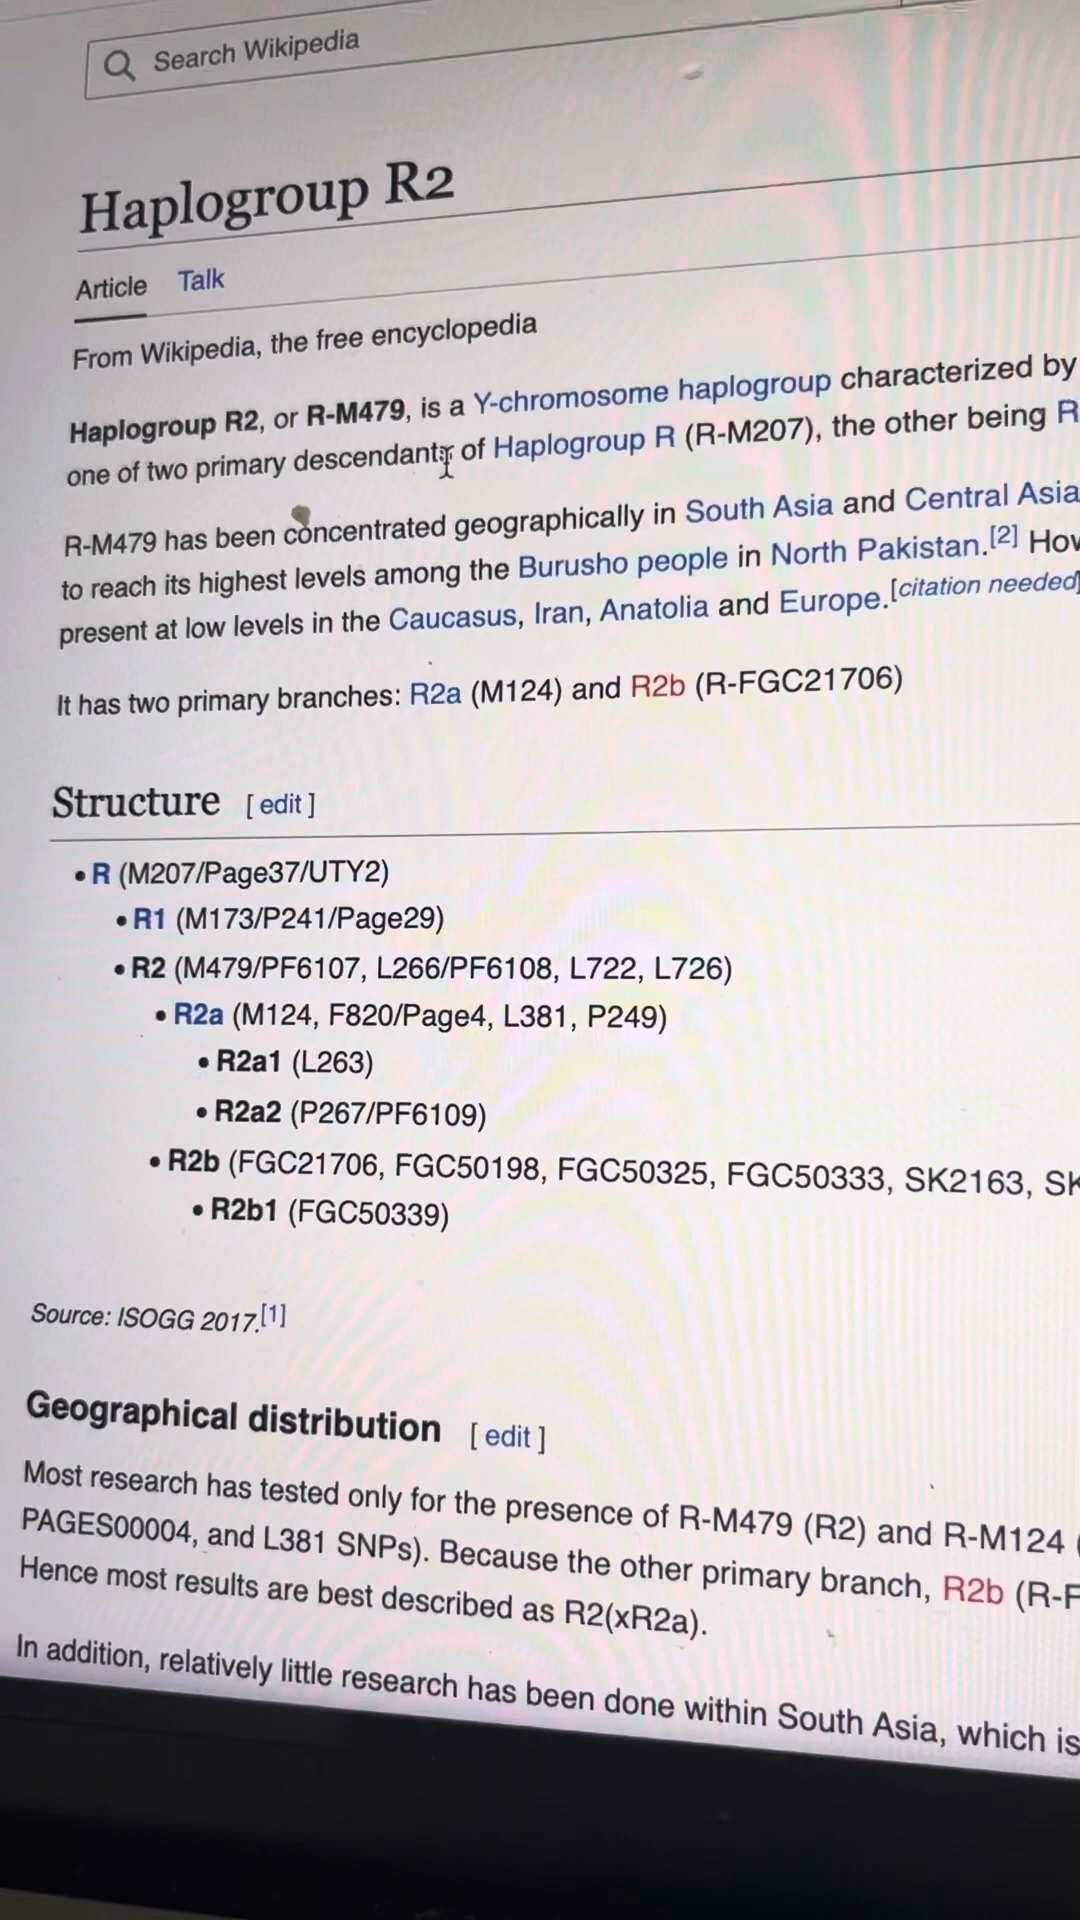 Search Wikipedia
Haplogroup R2
Article Talk
From Wikipedia, the free encyclopedia
Haplogroup R2, or R-M479, is a Y-chromosome haplogroup characterized by
one of two primary descendants of Haplogroup R (R-M207), the other being R
R-M479 has been concentrated geographically in South Asia and Central Asia
to reach its highest levels among the Burusho people in North Pakistan.[2]
present at low levels in the Caucasus, Iran, Anatolia and Europe.[citation needed]
It has two primary branches: R2a (M124) and R2b (R-FGC21706)
Structure [ edit ]
• R (M207/Page37/UTY2)
• R1 (M173/P241/Page29)
• R2 (M479/PF6107, L266/PF6108, L722, L726)
• R2a (M124, F820/Page4, L381, P249)
• R2a1 (L263)
• R2a2 (P267/PF6109)
• R2b (FGC21706, FGC50198, FGC50325, FGC50333, SK2163, SK
• R2b1 (FGC50339)
Source: ISOGG 2017.[1]
Geographical distribution [ edit ]
Most research has tested only for the presence of R-M479 (R2) and R-M124 (
PAGES00004, and L381 SNPs). Because the other primary branch, R2b (R-F
Hence most results are best described as R2(xR2a).
In addition, relatively little research has been done within South Asia, which is